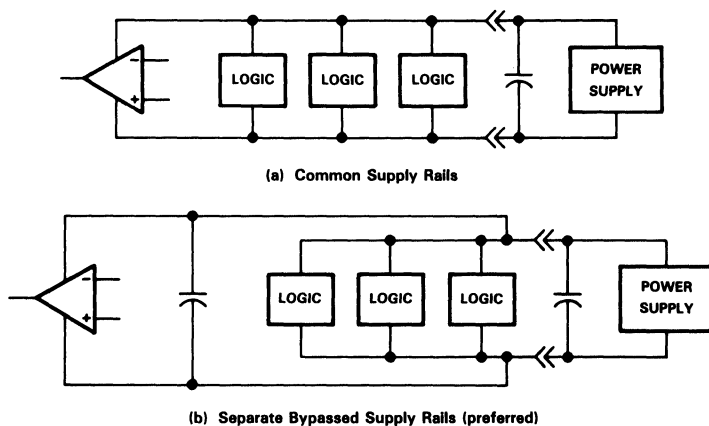 LOGIC
LOGIC
LOGIC
POWER
SUPPLY
(a) Common Supply Rails
LOGIC
LOGIC
LOGIC
POWER
SUPPLY
(b) Separate Bypassed Supply Rails (preferred)